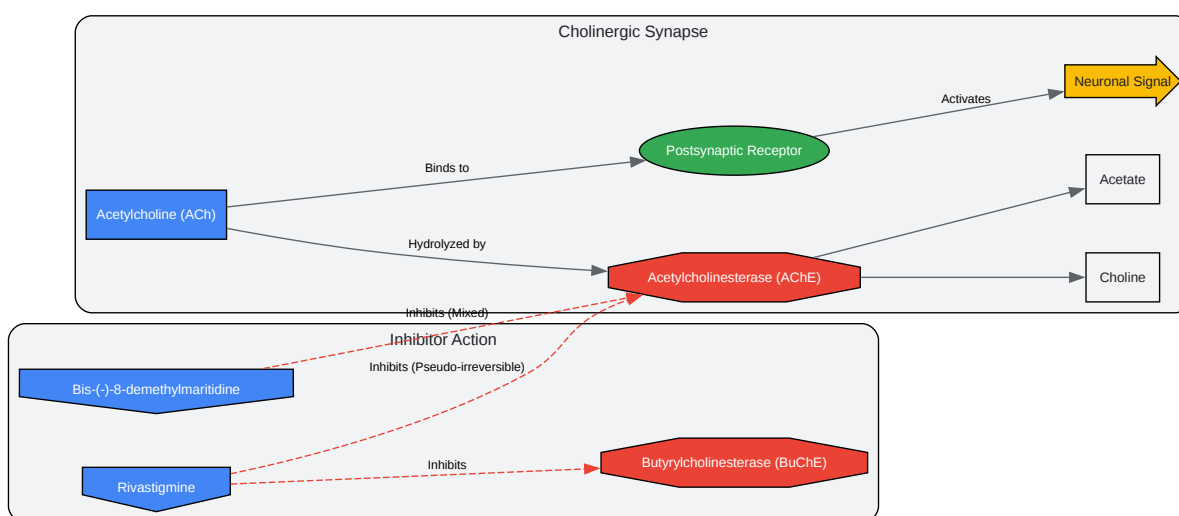 Cholinergic Synapse
Neuronal Signal
Activates
Postsynaptic Receptor
Binds to
Acetate
Acetylcholine (ACh)
Hydrolyzed by
Acetylcholinesterase (AChE)
Choline
Inhibits (Mixed)
Inhibitor Action
Inhibits (Pseudo-irreversible)
Bis-(-)-8-demethylmaritidine
Inhibits
Butyrylcholinesterase (BuChE)
Rivastigmine